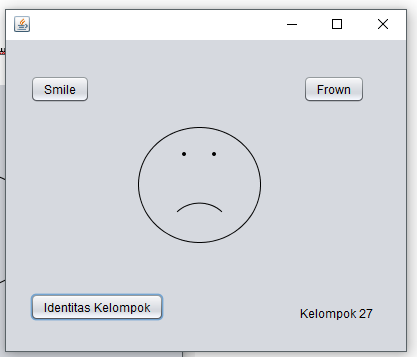 Smile
Frown
Identitas Kelompok
Kelompok 27